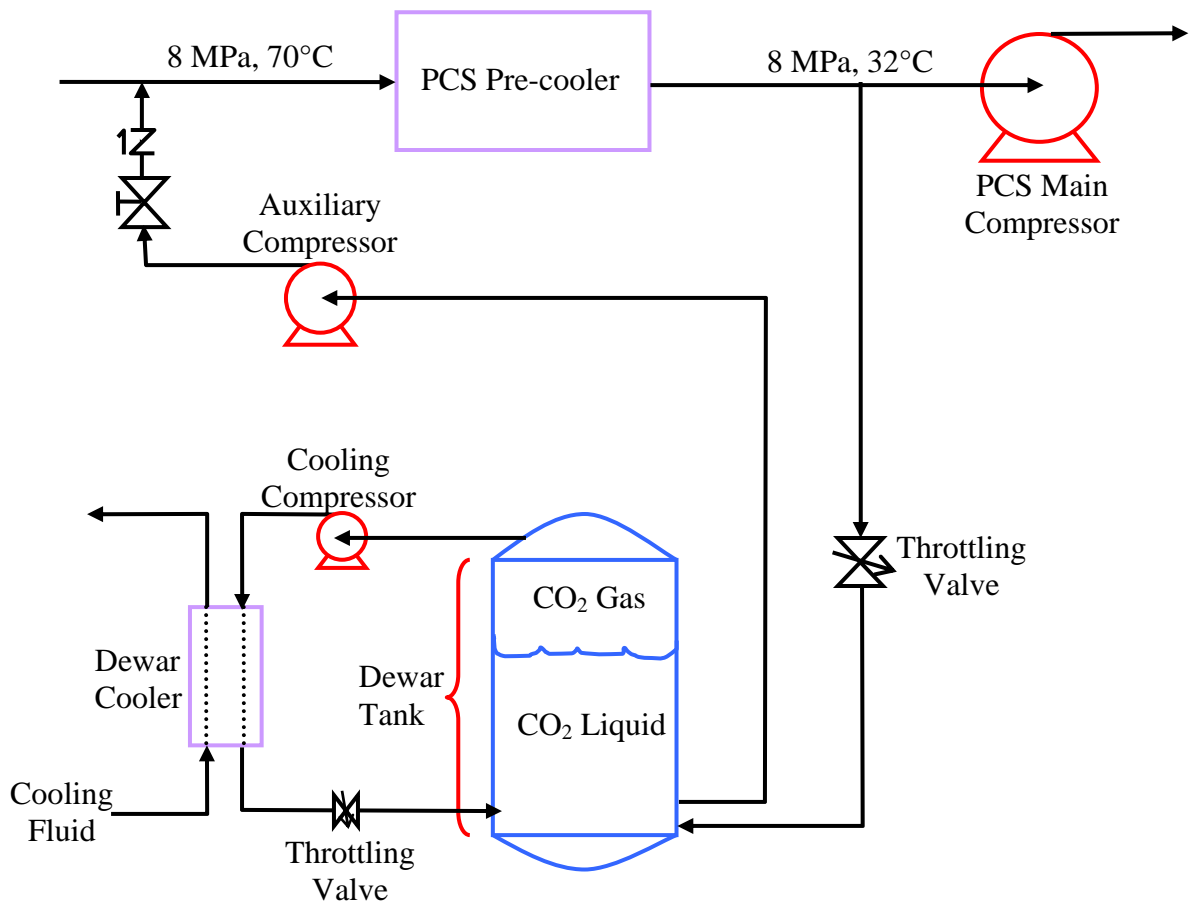 8 MPa, 70°C
PCS Pre-cooler
8 MPa, 32°C
PCS Main
Compressor
Auxiliary
Compressor
Cooling
Compressor
Throttling
Valve
CO₂ Gas
Dewar
Cooler
Dewar
Tank
CO₂ Liquid
Cooling
Fluid
Throttling
Valve